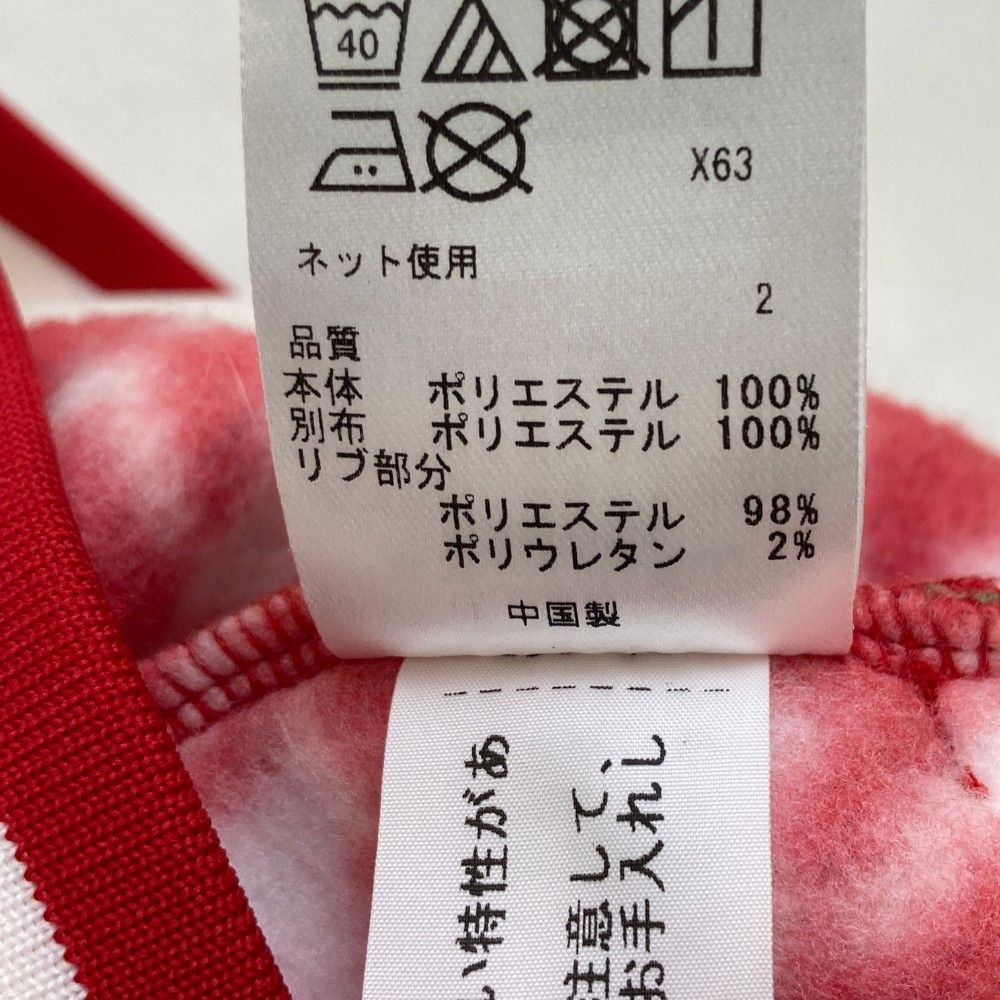 40
X63
ネット使用
2
品質
本体 ポリエステル 100%
別布 ポリエステル 100%
リブ部分
ポリエステル 98%
ポリウレタン 2%
中国製
お手入れし
注意して、
い特性があ